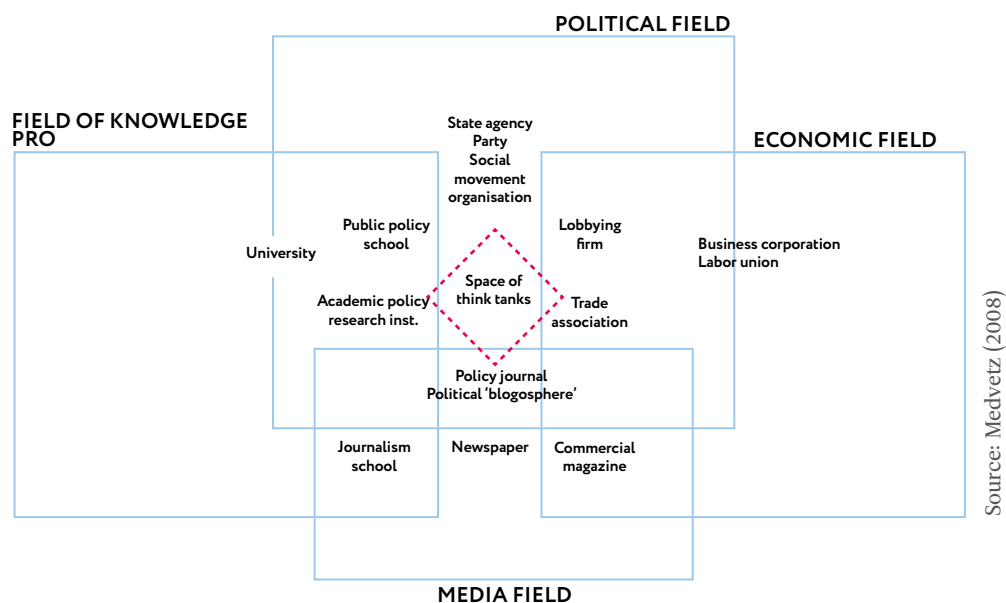 POLITICAL FIELD
FIELD OF KNOWLEDGE
PRO
ECONOMIC FIELD
State agency
Party
Social
movement
organisation
Public policy
school
Lobbying
firm
University
Business corporation
Labor union
Space of
think tanks
Academic policy
research inst.
Trade
association
Policy journal
Political ‘blogosphere’
Journalism
school
Newspaper
Commercial
magazine
MEDIA FIELD
Source: Medvetz (2008)